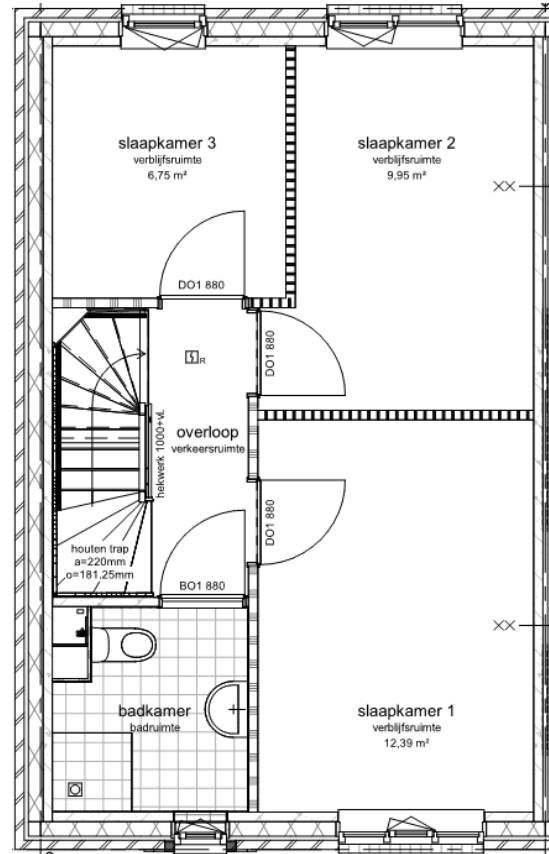 slaapkamer 3
verblijfsruimte
6,75 m²
slaapkamer 2
verblijfsruimte
9,95 m²
XX
DO1 880
DO1 880
R
overloop
verkeersruimte
hekwerk 1000+vl.
DO1 880
houten trap
a=220mm
o=181,25mm
BO1 880
XX
badkamer
badruimte
slaapkamer 1
verblijfsruimte
12,39 m²